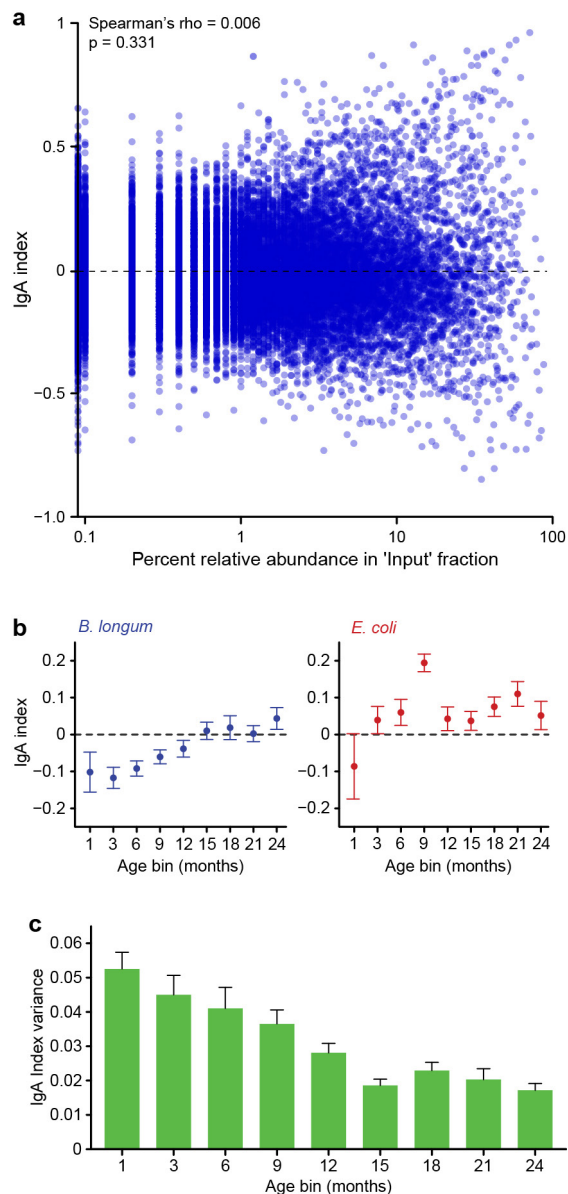 a
Spearman's rho = 0.006
p = 0.331
1
0.5
0
−0.5
−1.0
IgA index
0.1 1 10 100
Percent relative abundance in 'Input' fraction
b
B. longum
0.2
0.1
0
−0.1
−0.2
IgA index
1 3 6 9 12 15 18 21 24
Age bin (months)
E. coli
0.2
0.1
0
−0.1
−0.2
1 3 6 9 12 15 18 21 24
Age bin (months)
c
0.06
0.05
0.04
0.03
0.02
0.01
0
IgA Index variance
1 3 6 9 12 15 18 21 24
Age bin (months)